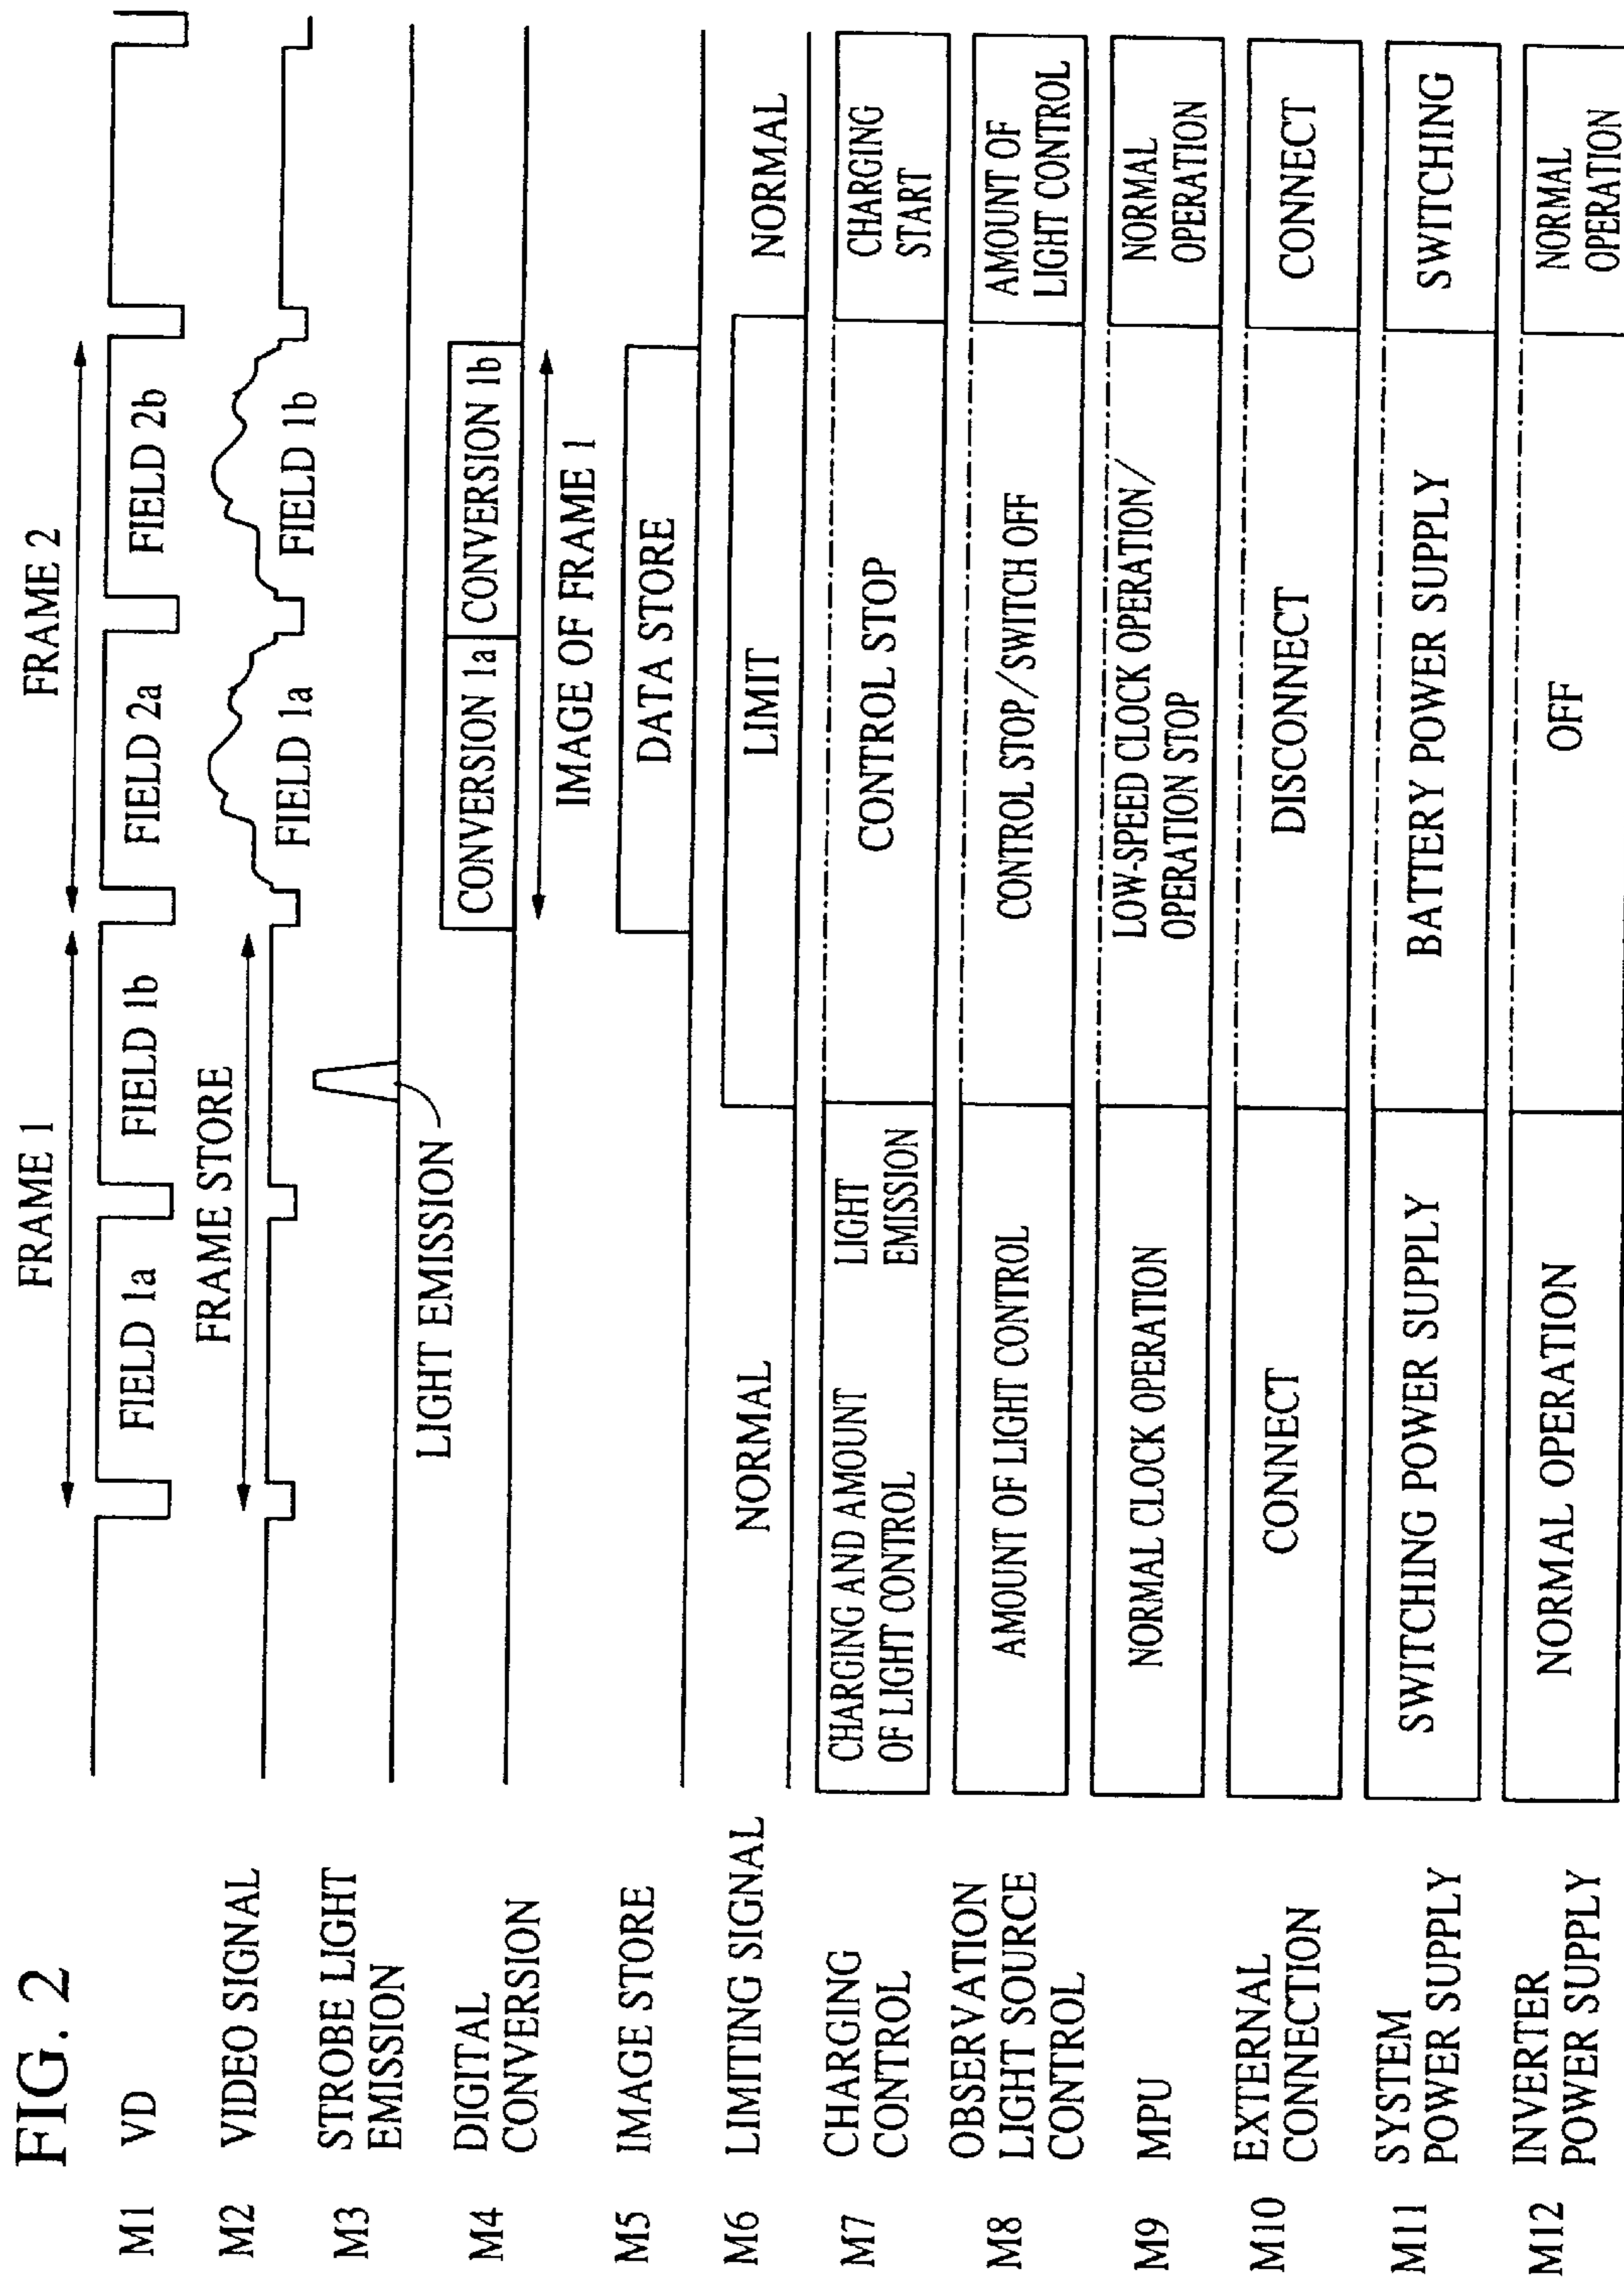 FIG. 2
FRAME 1
FRAME 2
M1 VD
FIELD 1a
FIELD 1b
FIELD 2a
FIELD 2b
FRAME STORE
M2 VIDEO SIGNAL
FIELD 1a
FIELD 1b
M3 STROBE LIGHT
EMISSION
LIGHT EMISSION
M4 DIGITAL
CONVERSION
CONVERSION 1a
CONVERSION 1b
IMAGE OF FRAME 1
M5 IMAGE STORE
DATA STORE
M6 LIMITING SIGNAL
NORMAL
LIMIT
NORMAL
M7 CHARGING
CONTROL
CHARGING AND AMOUNT
OF LIGHT CONTROL
LIGHT
EMISSION
CONTROL STOP
CHARGING
START
M8 OBSERVATION
LIGHT SOURCE
CONTROL
AMOUNT OF LIGHT CONTROL
CONTROL STOP/SWITCH OFF
AMOUNT OF
LIGHT CONTROL
M9 MPU
NORMAL CLOCK OPERATION
LOW-SPEED CLOCK OPERATION/
OPERATION STOP
NORMAL
OPERATION
M10 EXTERNAL
CONNECTION
CONNECT
DISCONNECT
CONNECT
M11 SYSTEM
POWER SUPPLY
SWITCHING POWER SUPPLY
BATTERY POWER SUPPLY
SWITCHING
M12 INVERTER
POWER SUPPLY
NORMAL OPERATION
OFF
NORMAL
OPERATION